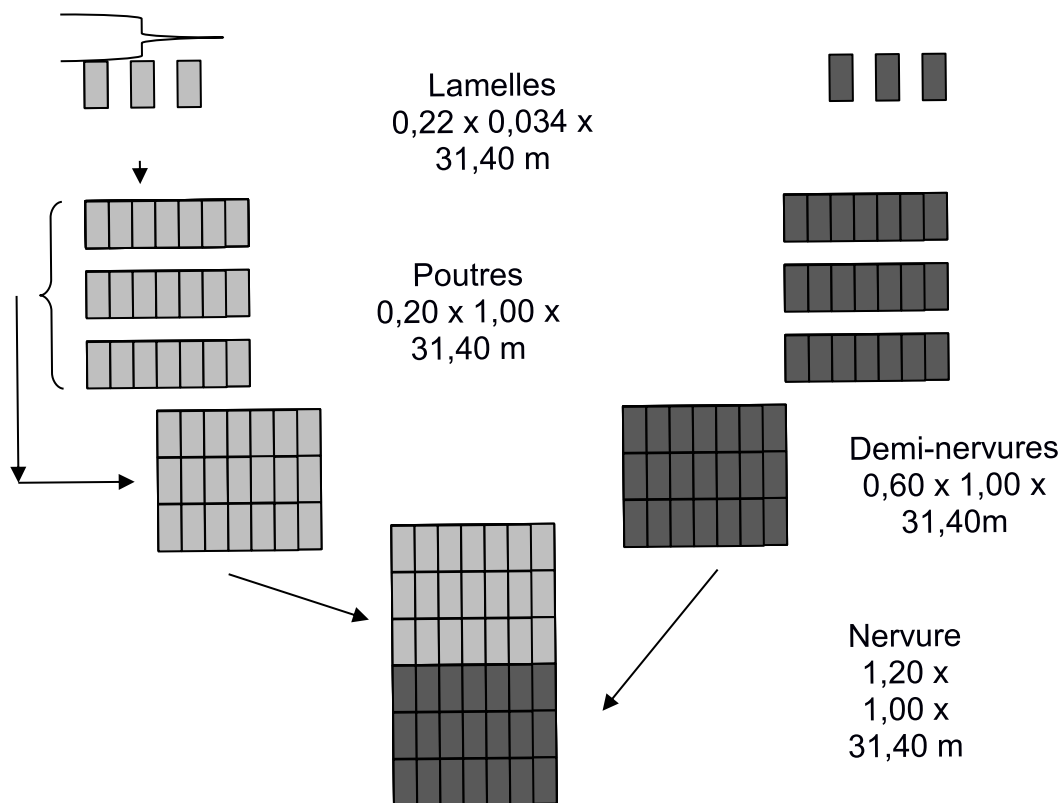 Lamelles
0,22 x 0,034 x
31,40 m
Poutres
0,20 x 1,00 x
31,40 m
Demi-nervures
0,60 x 1,00 x
31,40m
Nervure
1,20 x
1,00 x
31,40 m